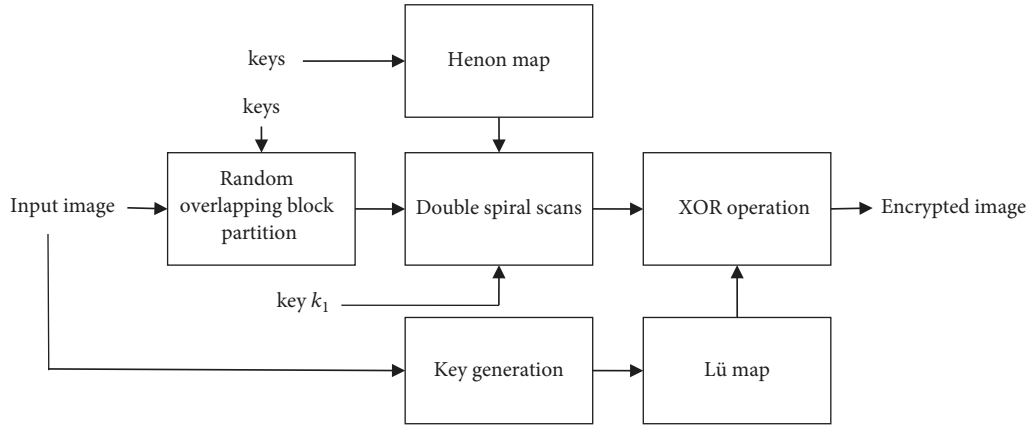 keys
Henon map
keys
Input image
Random
overlapping block
partition
Double spiral scans
XOR operation
Encrypted image
key k₁
Key generation
Lü map